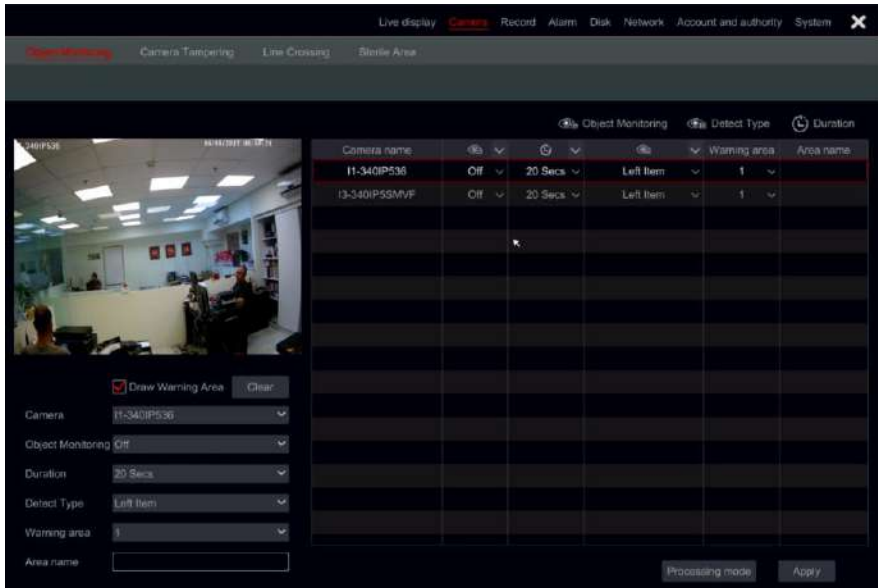 Live display Camera Record Alarm Disk Network Account and authority System
Object Monitoring Camera Tampering Line Crossing Sterile Area
Object Monitoring Detect Type Duration
Camera name Warning area Area name
I1-340IP536 Off 20 Secs Left Item 1
I3-340IP5SMVF Off 20 Secs Left Item 1
Draw Warning Area Clear
Camera I1-340IP536
Object Monitoring Off
Duration 20 Secs
Detect Type Left Item
Warning area 1
Area name
Processing mode Apply